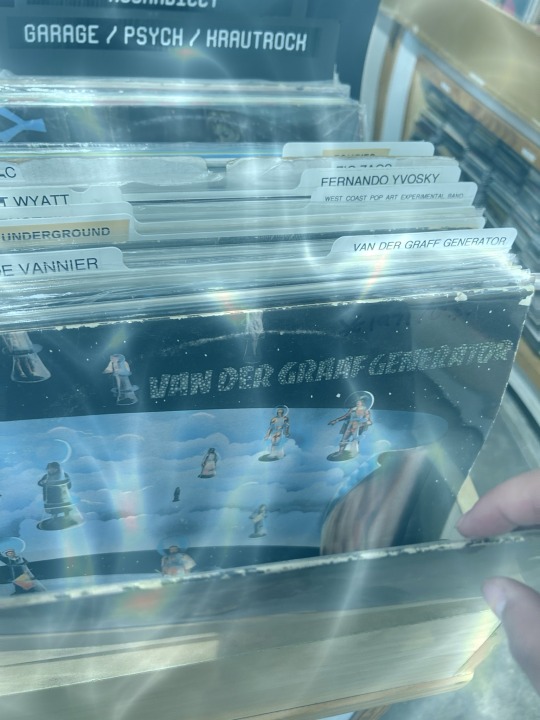 GARAGE / PSYCH / KRAUTROCK
FERNANDO YVOSKY
WYATT
WEST COAST POP ART EXPERIMENTAL BAND
UNDERGROUND
VAN DER GRAFF GENERATOR
VANNIER
VAN DER GRAAF GENERATOR